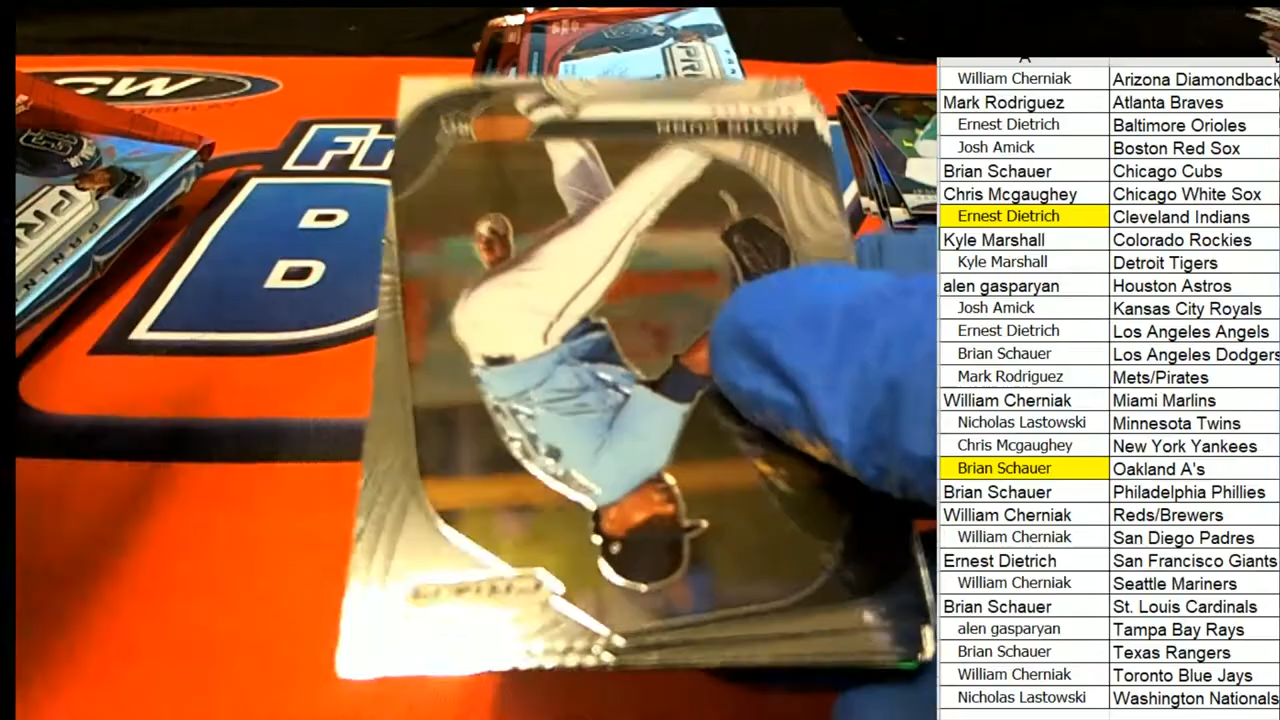 A
William Cherniak Arizona Diamondback
Mark Rodriguez Atlanta Braves
Ernest Dietrich Baltimore Orioles
Josh Amick Boston Red Sox
Brian Schauer Chicago Cubs
Chris Mcgaughey Chicago White Sox
Ernest Dietrich Cleveland Indians
Kyle Marshall Colorado Rockies
Kyle Marshall Detroit Tigers
alen gasparyan Houston Astros
Josh Amick Kansas City Royals
Ernest Dietrich Los Angeles Angels
Brian Schauer Los Angeles Dodgers
Mark Rodriguez Mets/Pirates
William Cherniak Miami Marlins
Nicholas Lastowski Minnesota Twins
Chris Mcgaughey New York Yankees
Brian Schauer Oakland A's
Brian Schauer Philadelphia Phillies
William Cherniak Reds/Brewers
William Cherniak San Diego Padres
Ernest Dietrich San Francisco Giants
William Cherniak Seattle Mariners
Brian Schauer St. Louis Cardinals
alen gasparyan Tampa Bay Rays
Brian Schauer Texas Rangers
William Cherniak Toronto Blue Jays
Nicholas Lastowski Washington Nationals
CW
D
D
JUSTIN DUNN